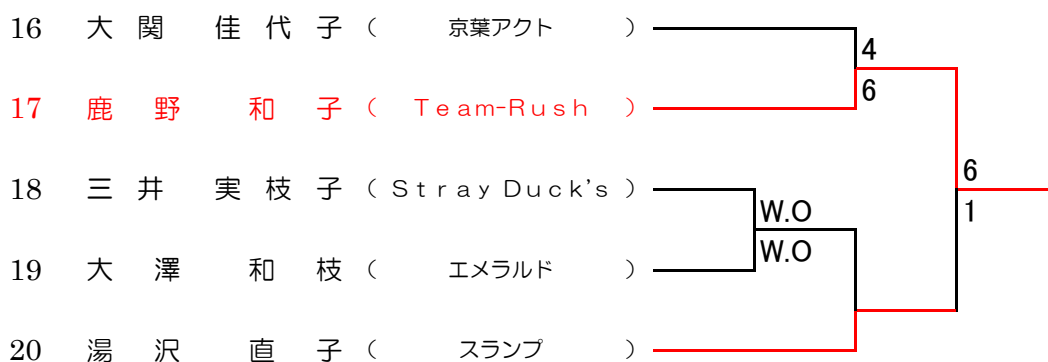 16 大関 佳代子（ 京葉アクト ）
4
17 鹿野 和子（ Team-Rush ）
6
18 三井 実枝子（ Stray Duck's ）
6
W.O
1
19 大澤 和枝（ エメラルド ）
W.O
20 湯沢 直子（ スランプ ）